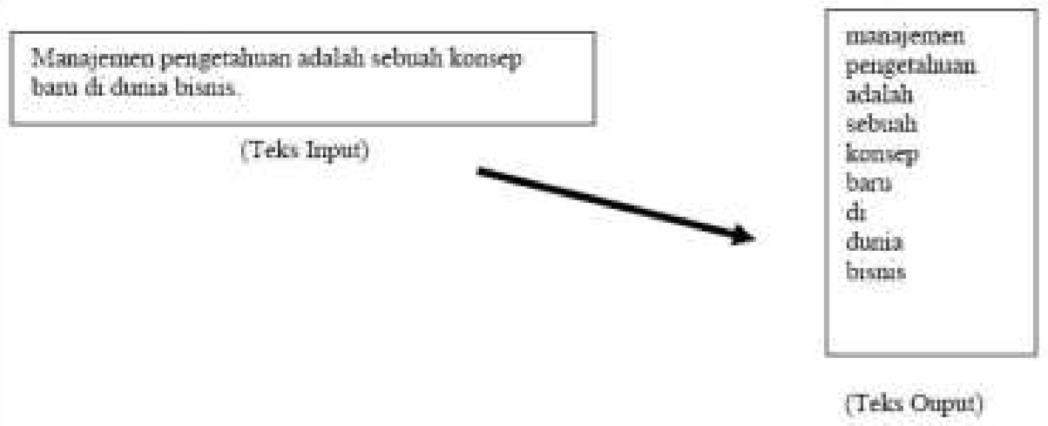 Manajemen pengetahuan adalah sebuah konsep
baru di dunia bisnis.
(Teks Input)
manajemen
pengetahuan
adalah
sebuah
konsep
baru
di
dunia
bisnis
(Teks Ouput)